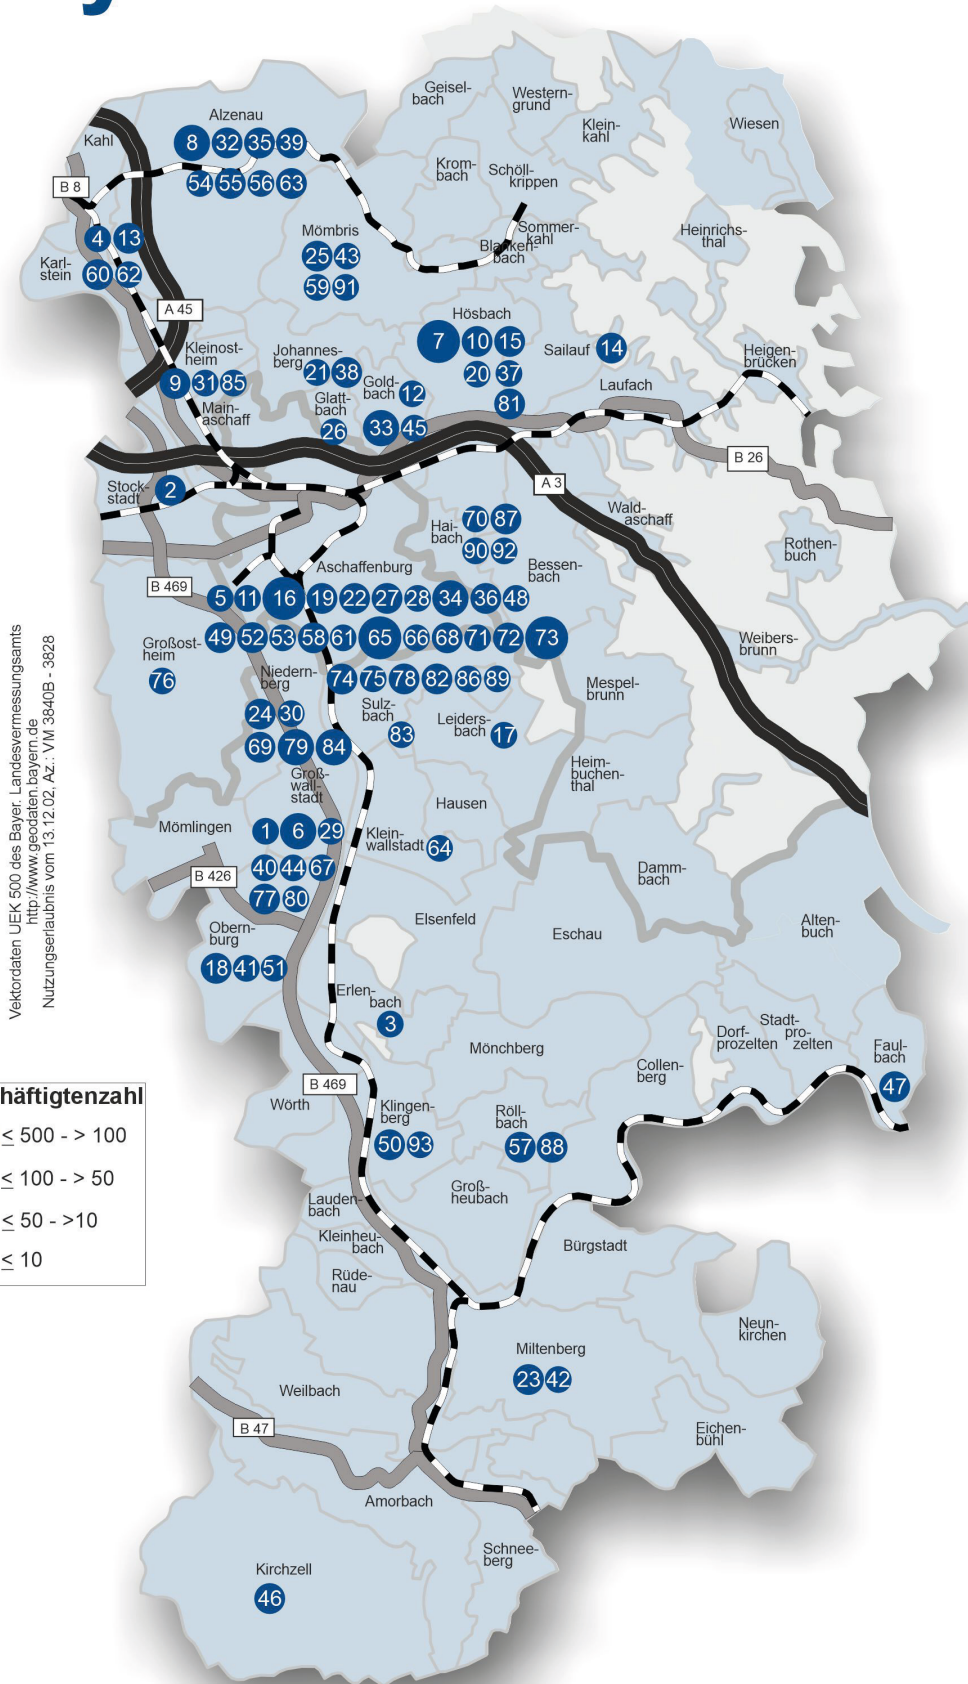 Geisel-
bach
Western-
grund
Klein-
kahl
Wiesen
Alzenau
Kahl
8 32 35 39
54 55 56 63
B 8
Krom-
bach
Schöll-
krippen
Sommer-
kahl
Blanken-
bach
Heinrichs-
thal
4 13
Karl-
stein
60 62
Mömbris
25 43
59 91
A 45
Hösbach
7 10 15
20 37
81
Sailauf 14
Heigen-
brücken
Kleinost-
heim
9 31 85
Johannes-
berg
21 38
Gold-
bach
12
33 45
Glatt-
bach
26
Main-
aschaff
Laufach
B 26
A 3
Stock-
stadt
2
Hai-
bach
70 87
90 92
Wald-
aschaff
Rothen-
buch
Bessen-
bach
Aschaffenburg
B 469
5 11 16 19 22 27 28 34 36 48
49 52 53 58 61 65 66 68 71 72 73
74 75 78 82 86 89
Großost-
heim
76
Niedern-
berg
24 30
69 79 84
Weibers-
brunn
Mespel-
brunn
Sulz-
bach
83
Leiders-
bach
17
Groß-
wall-
stadt
Heim-
buchen-
thal
Hausen
Mömlingen
1 6 29
40 44 67
77 80
Klein-
wallstadt
64
B 426
Damm-
bach
Obern-
burg
18 41 51
Elsenfeld
Eschau
Alten-
buch
Erlen-
bach
3
Mönchberg
Collen-
berg
Dorf-
prozelten
Stadt-
pro-
zelten
Faul-
bach
47
B 469
Wörth
Klingen-
berg
50 93
Röll-
bach
57 88
Lauden-
bach
Groß-
heubach
Kleinheu-
bach
Rüde-
nau
Bürgstadt
Neun-
kirchen
Miltenberg
23 42
Weilbach
B 47
Eichen-
bühl
Amorbach
Schnee-
berg
Kirchzell
46
Vektordaten UEK 500 des Bayer. Landesvermessungsamts
http://www.geodaten.bayern.de
Nutzungserlaubnis vom 13.12.02, Az.: VM 3840B - 3828
häftigtenzahl
≤ 500 - > 100
≤ 100 - > 50
≤ 50 - >10
≤ 10